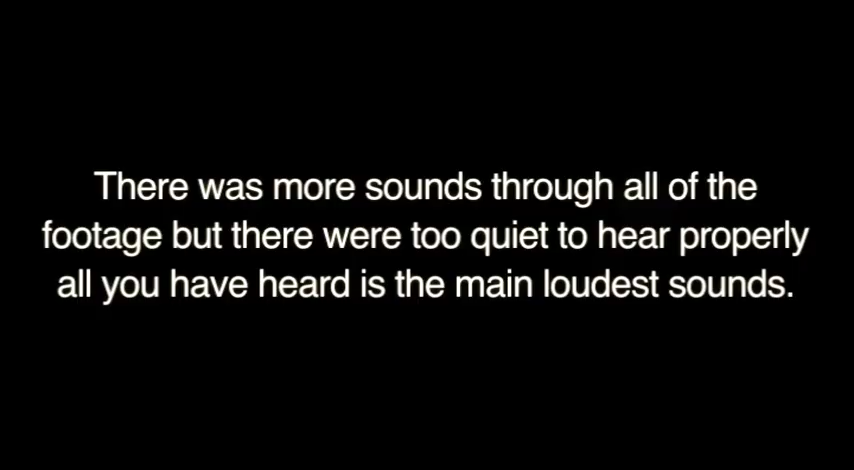 There was more sounds through all of the
footage but there were too quiet to hear properly
all you have heard is the main loudest sounds.